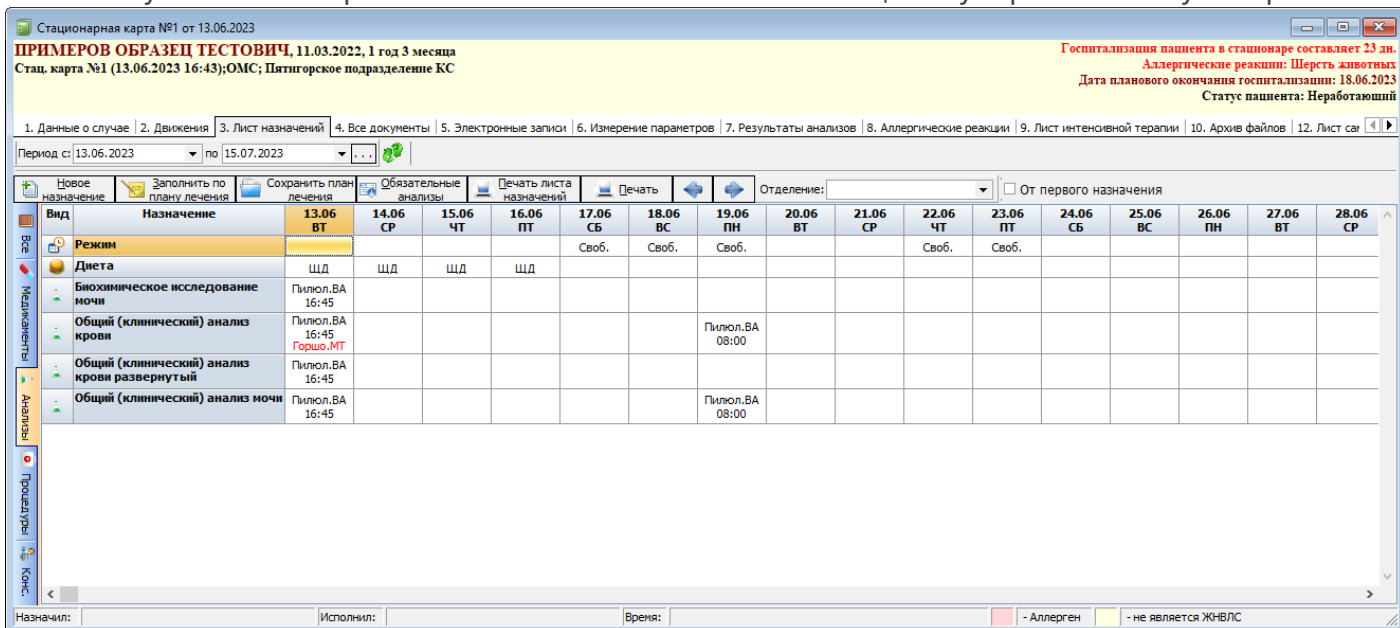 Стационарная карта №1 от 13.06.2023
ПРИМЕРОВ ОБРАЗЕЦ ТЕСТОВИЧ, 11.03.2022, 1 год 3 месяца
Стац. карта №1 (13.06.2023 16:43);ОМС; Пятигорское подразделение КС
Госпитализация пациента в стационаре составляет 23 дн.
Аллергические реакции: Шерсть животных
Дата планового окончания госпитализации: 18.06.2023
Статус пациента: Неработающий
1. Данные о случае 2. Движения 3. Лист назначений 4. Все документы 5. Электронные записи 6. Измерение параметров 7. Результаты анализов 8. Аллергические реакции 9. Лист интенсивной терапии 10. Архив файлов 12. Лист сан
Период с: 13.06.2023 по 15.07.2023 ...
Новое назначение Заполнить по плану лечения Сохранить план лечения Обязательные анализы Печать листа назначений Печать Отделение: От первого назначения
Вид Назначение 13.06 ВТ 14.06 СР 15.06 ЧТ 16.06 ПТ 17.06 СБ 18.06 ВС 19.06 ПН 20.06 ВТ 21.06 СР 22.06 ЧТ 23.06 ПТ 24.06 СБ 25.06 ВС 26.06 ПН 27.06 ВТ 28.06 СР
Режим Своб. Своб. Своб. Своб. Своб.
Диета ЩД ЩД ЩД ЩД
Биохимическое исследование мочи Пилюл.ВА 16:45
Общий (клинический) анализ крови Пилюл.ВА 16:45 Горшо.МТ Пилюл.ВА 08:00
Общий (клинический) анализ крови развернутый Пилюл.ВА 16:45
Общий (клинический) анализ мочи Пилюл.ВА 16:45 Пилюл.ВА 08:00
Все
Медикаменты
Анализы
Процедуры
Конс.
Назначил: Исполнил: Время: - Аллерген - не является ЖНВЛС